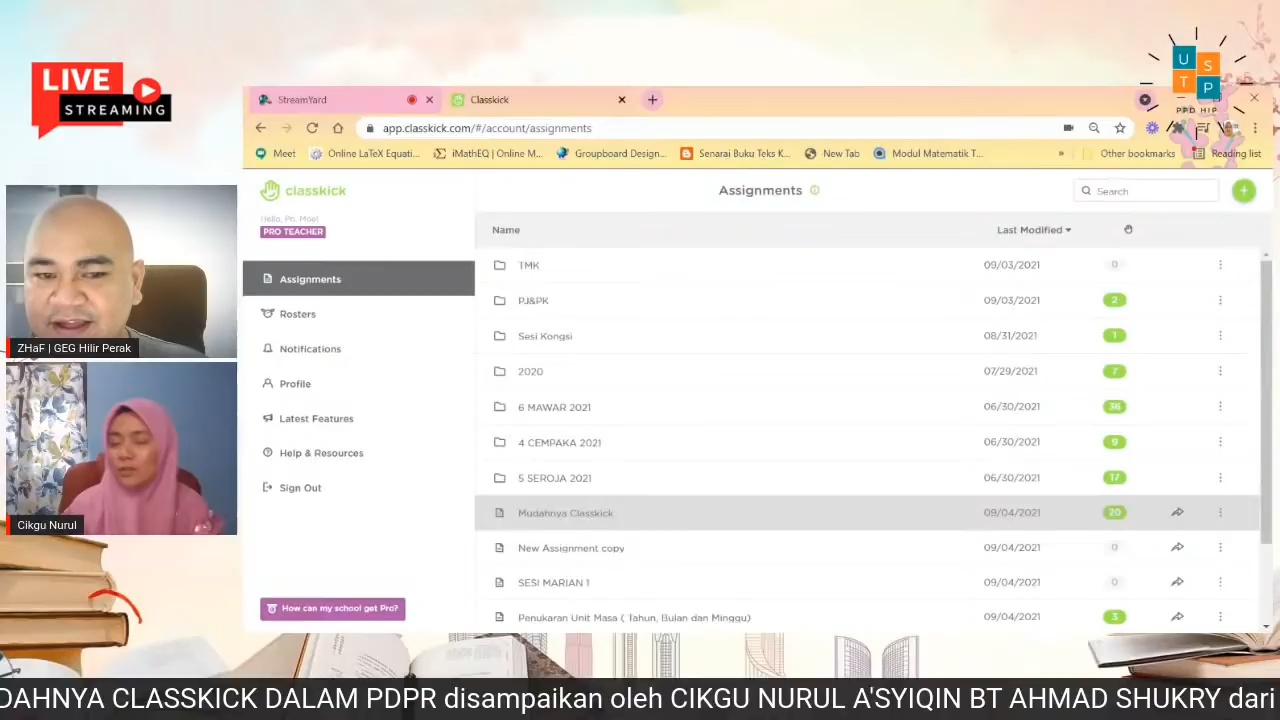 LIVE
STREAMING
U S
T P
PPD HIP
StreamYard
Classkick
app.classkick.com/#/account/assignments
Meet
Online LaTeX Equati...
iMathEQ | Online M...
Groupboard Design...
Senarai Buku Teks K...
New Tab
Modul Matematik T...
»
Other bookmarks
Reading list
classkick
Hello, Pn. Moe!
PRO TEACHER
Assignments
Rosters
Notifications
Profile
Latest Features
Help & Resources
Sign Out
How can my school get Pro?
Assignments
Search
Name Last Modified
TMK 09/03/2021 0
PJ&PK 09/03/2021 2
Sesi Kongsi 08/31/2021 1
2020 07/29/2021 7
6 MAWAR 2021 06/30/2021 36
4 CEMPAKA 2021 06/30/2021 9
5 SEROJA 2021 06/30/2021 17
Mudahnya Classkick 09/04/2021 20
New Assignment copy 09/04/2021 0
SESI MARIAN 1 09/04/2021 0
Penukaran Unit Masa ( Tahun, Bulan dan Minggu) 09/04/2021 3
ZHaF | GEG Hilir Perak
Cikgu Nurul
DAHNYA CLASSKICK DALAM PDPR disampaikan oleh CIKGU NURUL A'SYIQIN BT AHMAD SHUKRY dari